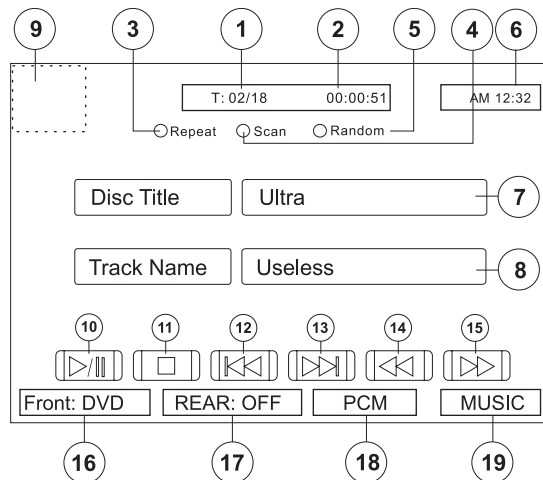 9 3 1 2 5 4 6
T: 02/18 00:00:51 AM 12:32
Repeat Scan Random
Disc Title Ultra 7
Track Name Useless 8
10 11 12 13 14 15
Front: DVD REAR: OFF PCM MUSIC
16 17 18 19